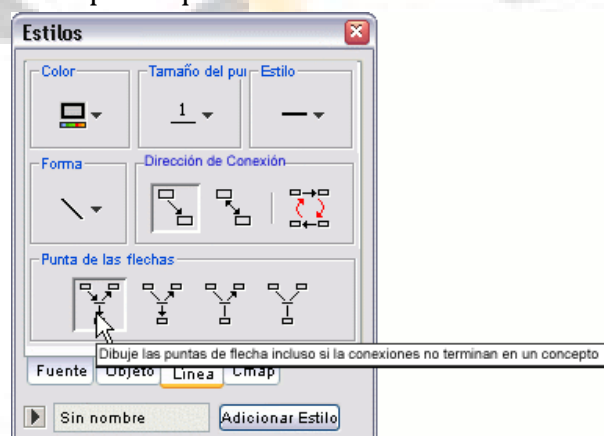 Estilos
Color
Tamaño del pu
Estilo
1
Forma
Dirección de Conexión
Punta de las flechas
Dibuje las puntas de flecha incluso si la conexiones no terminan en un concepto
Fuente Objeto Línea Cmap
Sin nombre Adicionar Estilo